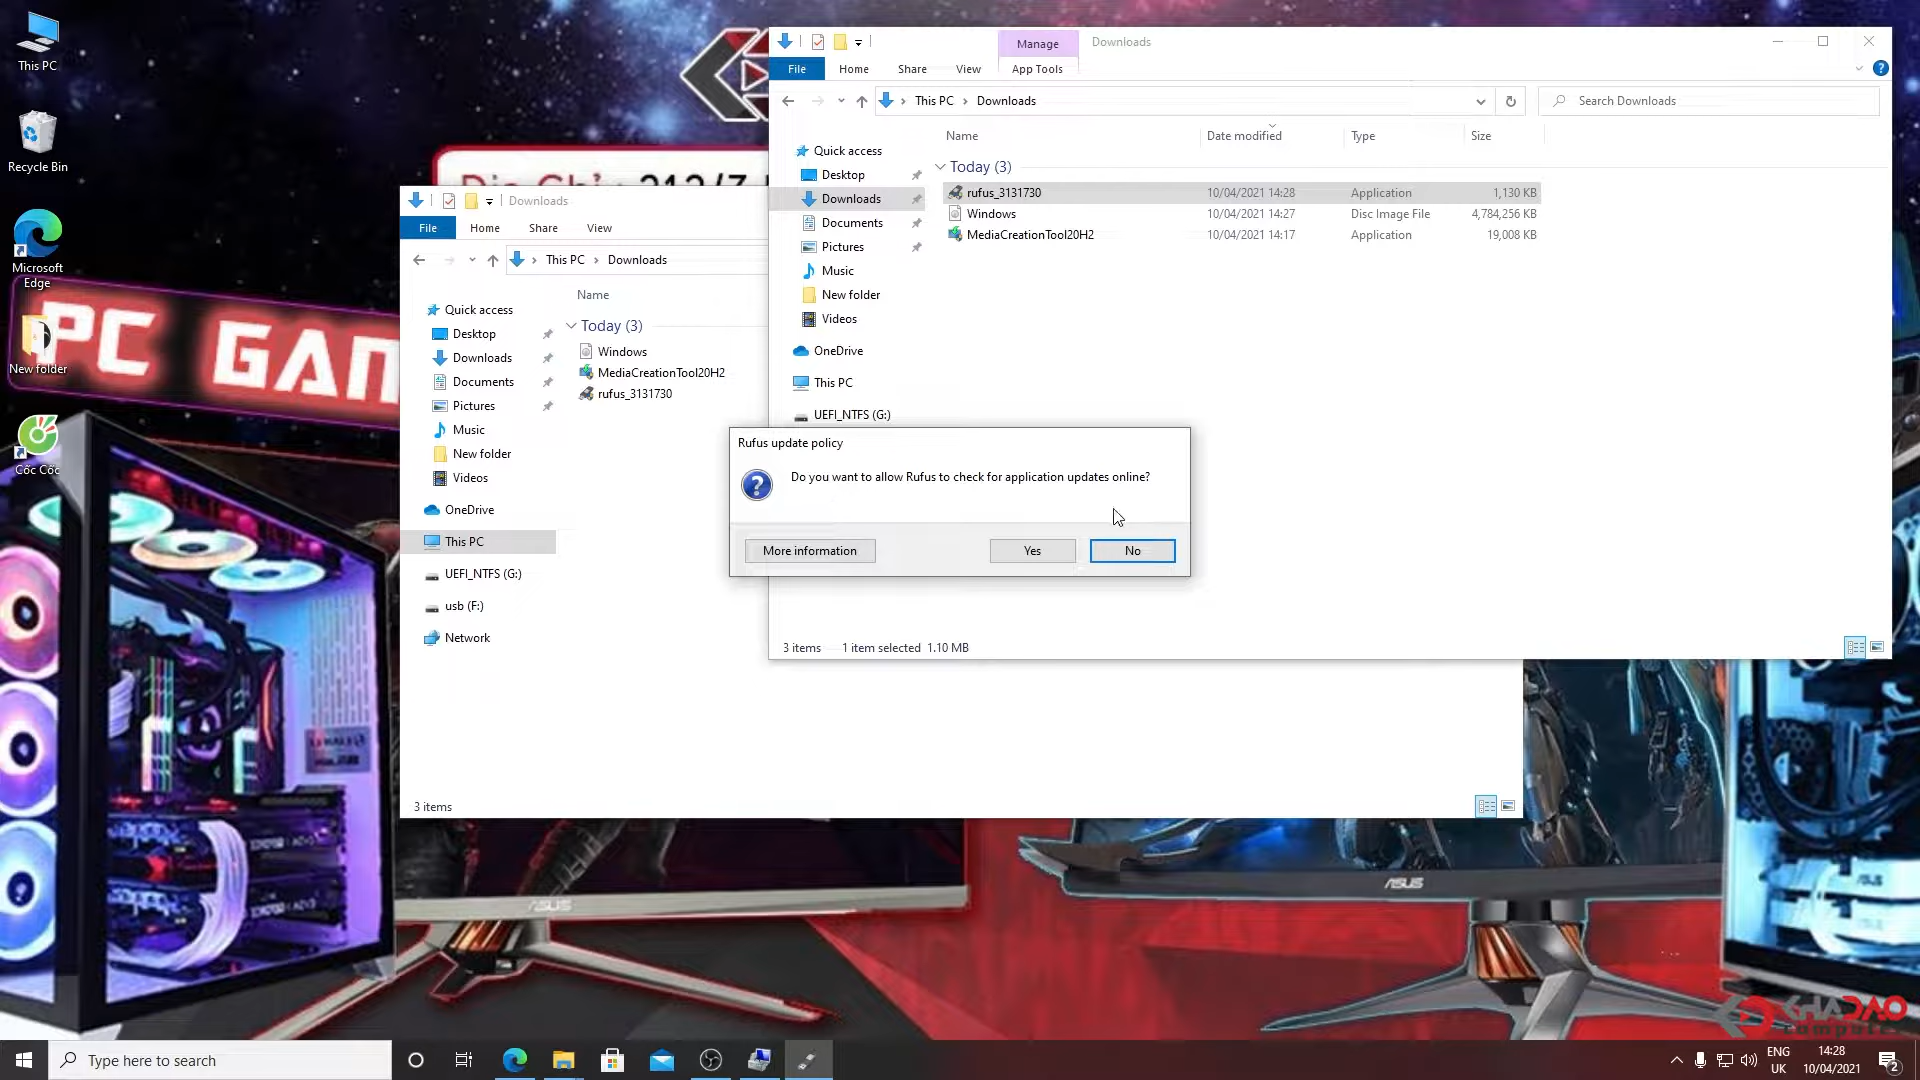 This PC
Recycle Bin
Microsoft
Edge
New folder
Cốc Cốc
PC GAM
212/7
Manage
Downloads
File
Home
Share
View
App Tools
This PC
Downloads
Search Downloads
Name
Date modified
Type
Size
Today (3)
rufus_3131730
10/04/2021 14:28
Application
1,130 KB
Windows
10/04/2021 14:27
Disc Image File
4,784,256 KB
MediaCreationTool20H2
10/04/2021 14:17
Application
19,008 KB
Quick access
Desktop
Downloads
Documents
Pictures
Music
New folder
Videos
OneDrive
This PC
UEFI_NTFS (G:)
3 items
1 item selected 1.10 MB
Downloads
File
Home
Share
View
This PC
Downloads
Name
Today (3)
Windows
MediaCreationTool20H2
rufus_3131730
Quick access
Desktop
Downloads
Documents
Pictures
Music
New folder
Videos
OneDrive
This PC
UEFI_NTFS (G:)
usb (F:)
Network
3 items
Rufus update policy
Do you want to allow Rufus to check for application updates online?
More information
Yes
No
ASUS
ASUS
KHADAO
computer
Type here to search
ENG
UK
14:28
10/04/2021
2